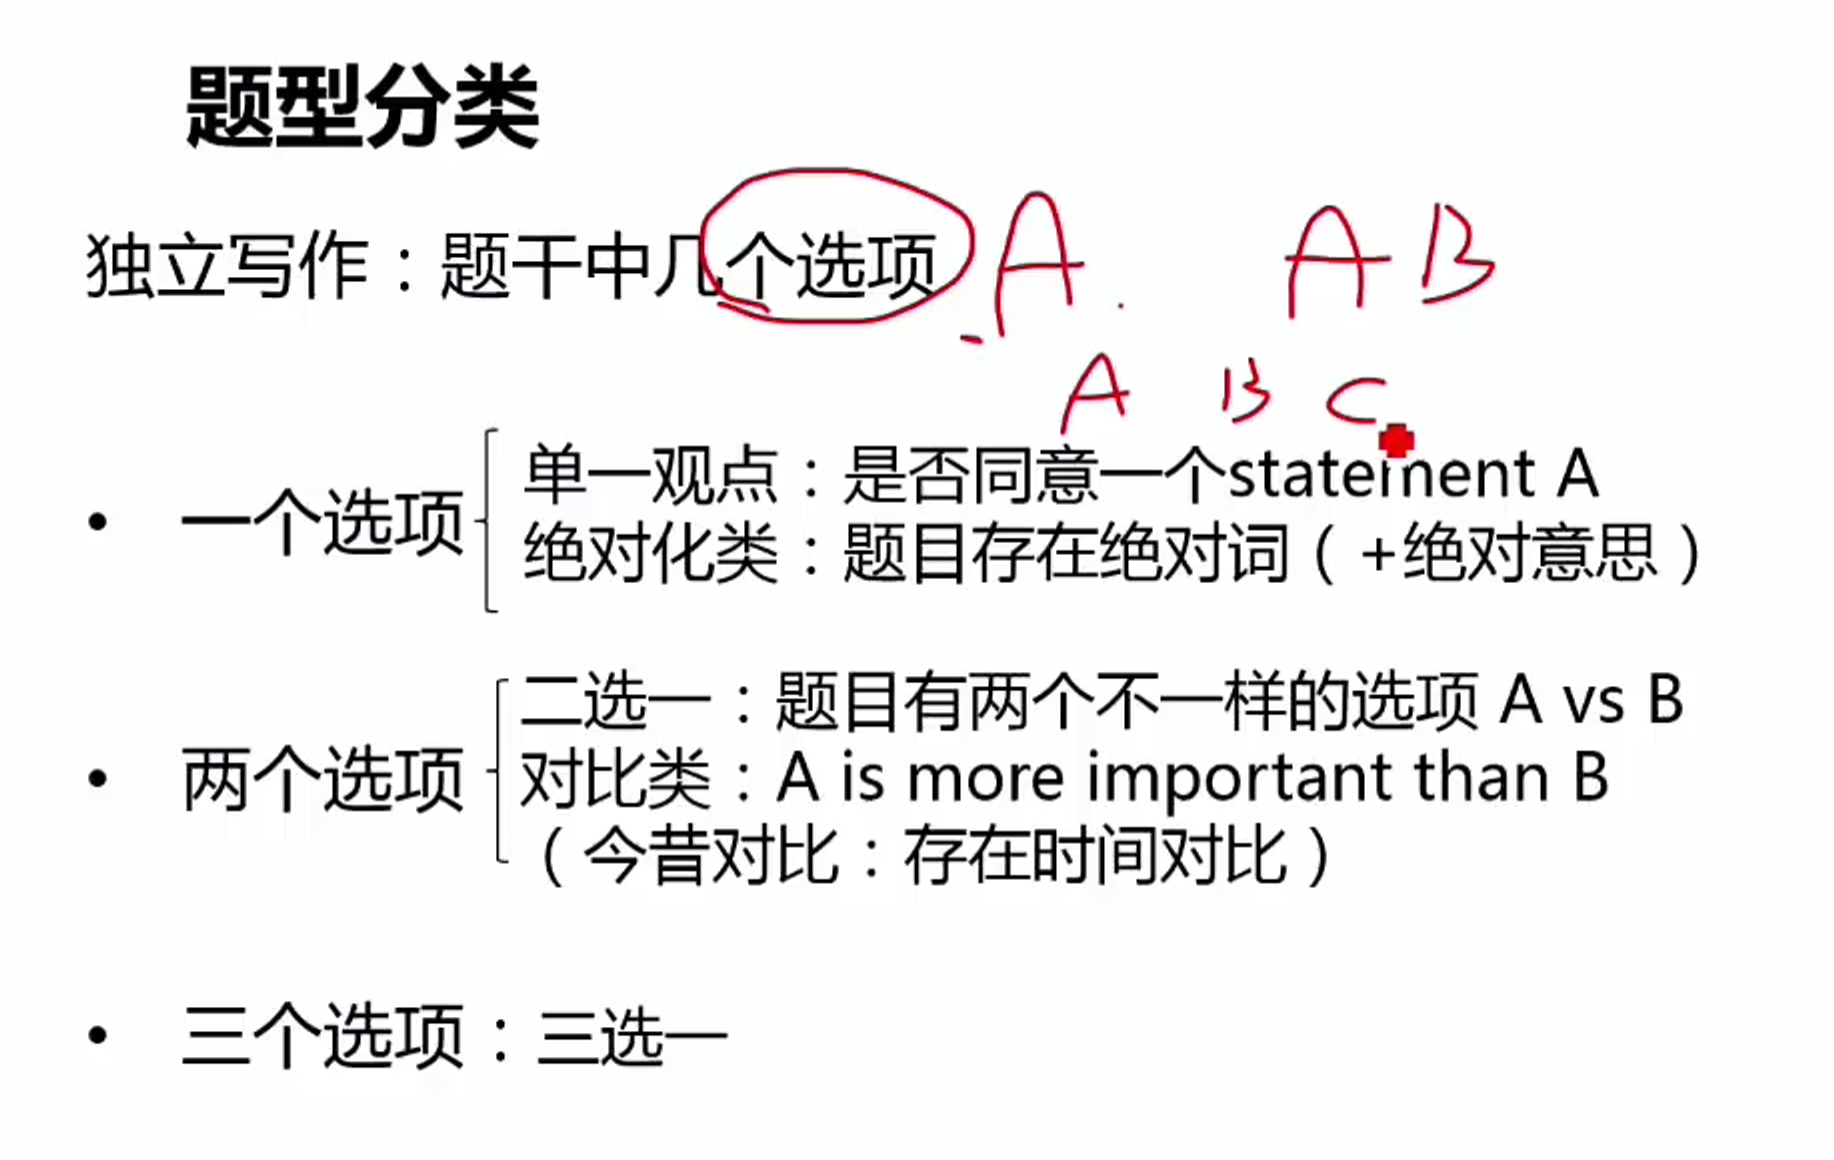 题型分类
独立写作：题干中几个选项 A. A B
A B C
• 一个选项
单一观点：是否同意一个statement A
绝对化类：题目存在绝对词（+绝对意思）
• 两个选项
二选一：题目有两个不一样的选项 A vs B
对比类：A is more important than B
（今昔对比：存在时间对比）
• 三个选项：三选一